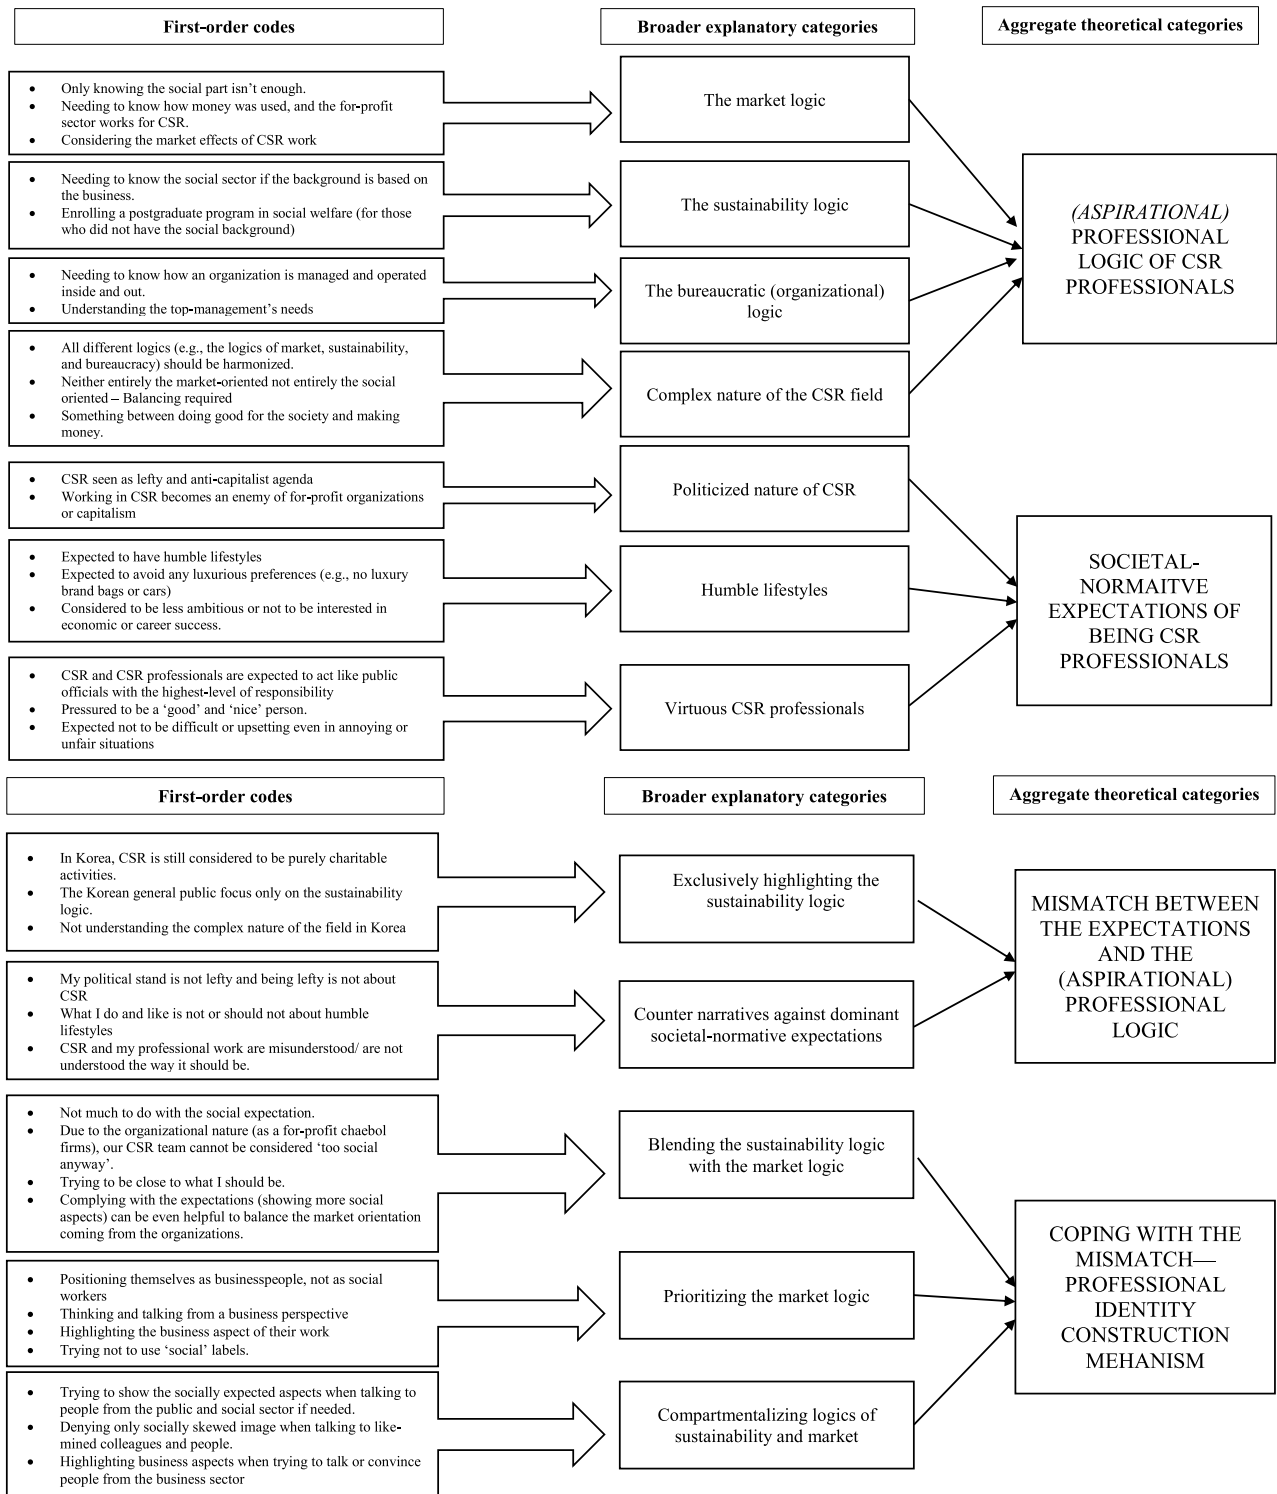 First-order codes
Broader explanatory categories
Aggregate theoretical categories
• Only knowing the social part isn't enough.
• Needing to know how money was used, and the for-profit
sector works for CSR.
• Considering the market effects of CSR work
The market logic
• Needing to know the social sector if the background is based on
the business.
• Enrolling a postgraduate program in social welfare (for those
who did not have the social background)
The sustainability logic
• Needing to know how an organization is managed and operated
inside and out.
• Understanding the top-management's needs
The bureaucratic (organizational)
logic
• All different logics (e.g., the logics of market, sustainability,
and bureaucracy) should be harmonized.
• Neither entirely the market-oriented not entirely the social
oriented – Balancing required
• Something between doing good for the society and making
money.
Complex nature of the CSR field
(ASPIRATIONAL)
PROFESSIONAL
LOGIC OF CSR
PROFESSIONALS
• CSR seen as lefty and anti-capitalist agenda
• Working in CSR becomes an enemy of for-profit organizations
or capitalism
Politicized nature of CSR
• Expected to have humble lifestyles
• Expected to avoid any luxurious preferences (e.g., no luxury
brand bags or cars)
• Considered to be less ambitious or not to be interested in
economic or career success.
Humble lifestyles
• CSR and CSR professionals are expected to act like public
officials with the highest-level of responsibility
• Pressured to be a 'good' and 'nice' person.
• Expected not to be difficult or upsetting even in annoying or
unfair situations
Virtuous CSR professionals
SOCIETAL-
NORMAITVE
EXPECTATIONS OF
BEING CSR
PROFESSIONALS
First-order codes
Broader explanatory categories
Aggregate theoretical categories
• In Korea, CSR is still considered to be purely charitable
activities.
• The Korean general public focus only on the sustainability
logic.
• Not understanding the complex nature of the field in Korea
Exclusively highlighting the
sustainability logic
• My political stand is not lefty and being lefty is not about
CSR
• What I do and like is not or should not about humble
lifestyles
• CSR and my professional work are misunderstood/ are not
understood the way it should be.
Counter narratives against dominant
societal-normative expectations
MISMATCH BETWEEN
THE EXPECTATIONS
AND THE
(ASPIRATIONAL)
PROFESSIONAL
LOGIC
• Not much to do with the social expectation.
• Due to the organizational nature (as a for-profit chaebol
firms), our CSR team cannot be considered 'too social
anyway'.
• Trying to be close to what I should be.
• Complying with the expectations (showing more social
aspects) can be even helpful to balance the market orientation
coming from the organizations.
Blending the sustainability logic
with the market logic
• Positioning themselves as businesspeople, not as social
workers
• Thinking and talking from a business perspective
• Highlighting the business aspect of their work
• Trying not to use 'social' labels.
Prioritizing the market logic
• Trying to show the socially expected aspects when talking to
people from the public and social sector if needed.
• Denying only socially skewed image when talking to like-
mined colleagues and people.
• Highlighting business aspects when trying to talk or convince
people from the business sector
Compartmentalizing logics of
sustainability and market
COPING WITH THE
MISMATCH—
PROFESSIONAL
IDENTITY
CONSTRUCTION
MEHANISM